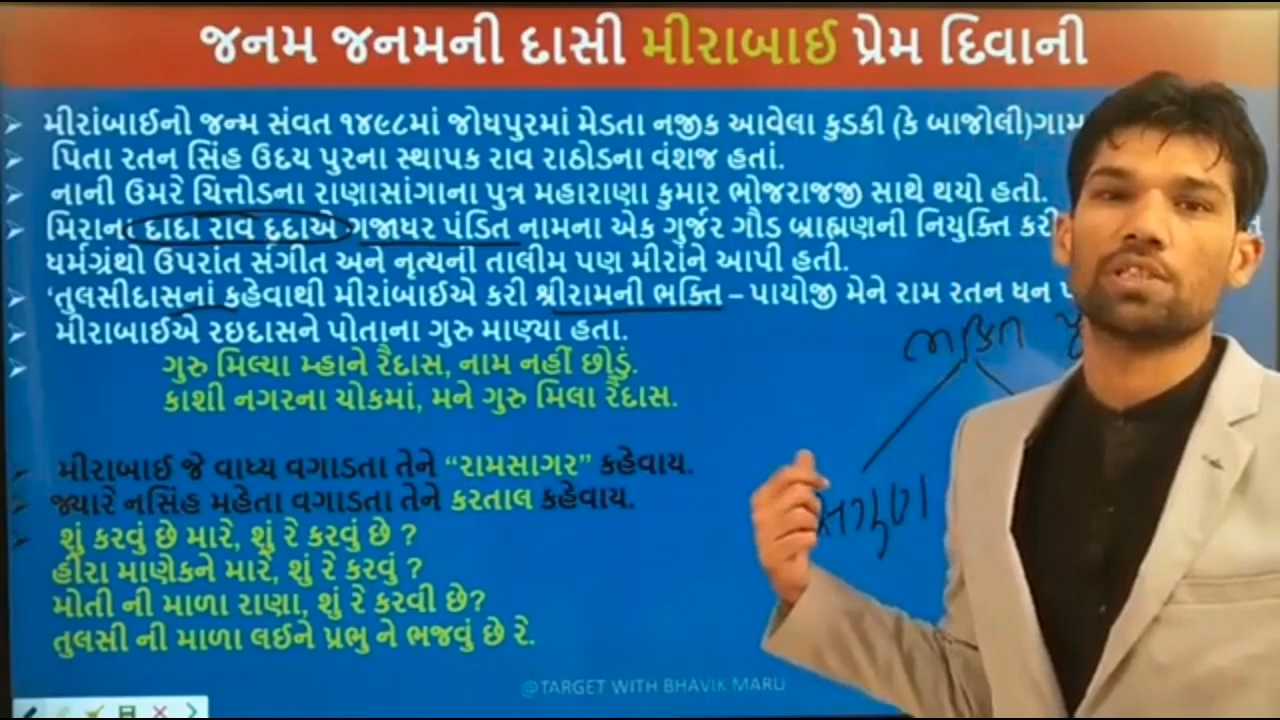 જનમ જનમની દાસી મીરાબાઈ પ્રેમ દિવાની
મીરાંબાઈનો જન્મ સંવત ૧૪૯૮માં જોધપુરમાં મેડતા નજીક આવેલા કુડકી (કે બાજોલી)ગામ
પિતા રતન સિંહ ઉદય પુરના સ્થાપક રાવ રાઠોડના વંશજ હતાં.
નાની ઉમરે ચિત્તોડના રાણાસાંગાના પુત્ર મહારાણા કુમાર ભોજરાજજી સાથે થયો હતો.
મિરાના દાદા રાવ દૂદાએ ગજાધર પંડિત નામના એક ગુર્જર ગૌડ બ્રાહ્મણની નિયુક્તિ કરી
ધર્મગ્રંથો ઉપરાંત સંગીત અને નૃત્યની તાલીમ પણ મીરાંને આપી હતી.
‘તુલસીદાસનાં કહેવાથી મીરાંબાઈએ કરી શ્રીરામની ભક્તિ – પાયોજી મેને રામ રતન ધન
મીરાબાઈએ રઇદાસને પોતાના ગુરુ માણ્યા હતા.
ભક્તિ
ગુરુ મિલ્યા મ્હાને રૈદાસ, નામ નહીં છોડું.
કાશી નગરના ચોકમાં, મને ગુરુ મિલા રૈદાસ.
મીરાબાઈ જે વાધ્ય વગાડતા તેને “રામસાગર” કહેવાય.
જ્યારે નસિંહ મહેતા વગાડતા તેને કરતાલ કહેવાય.
સગુણ
શું કરવું છે મારે, શું રે કરવું છે ?
હીરા માણેકને મારે, શું રે કરવું ?
મોતી ની માળા રાણા, શું રે કરવી છે?
તુલસી ની માળા લઈને પ્રભુ ને ભજવું છે રે.
@TARGET WITH BHAVIK MARU